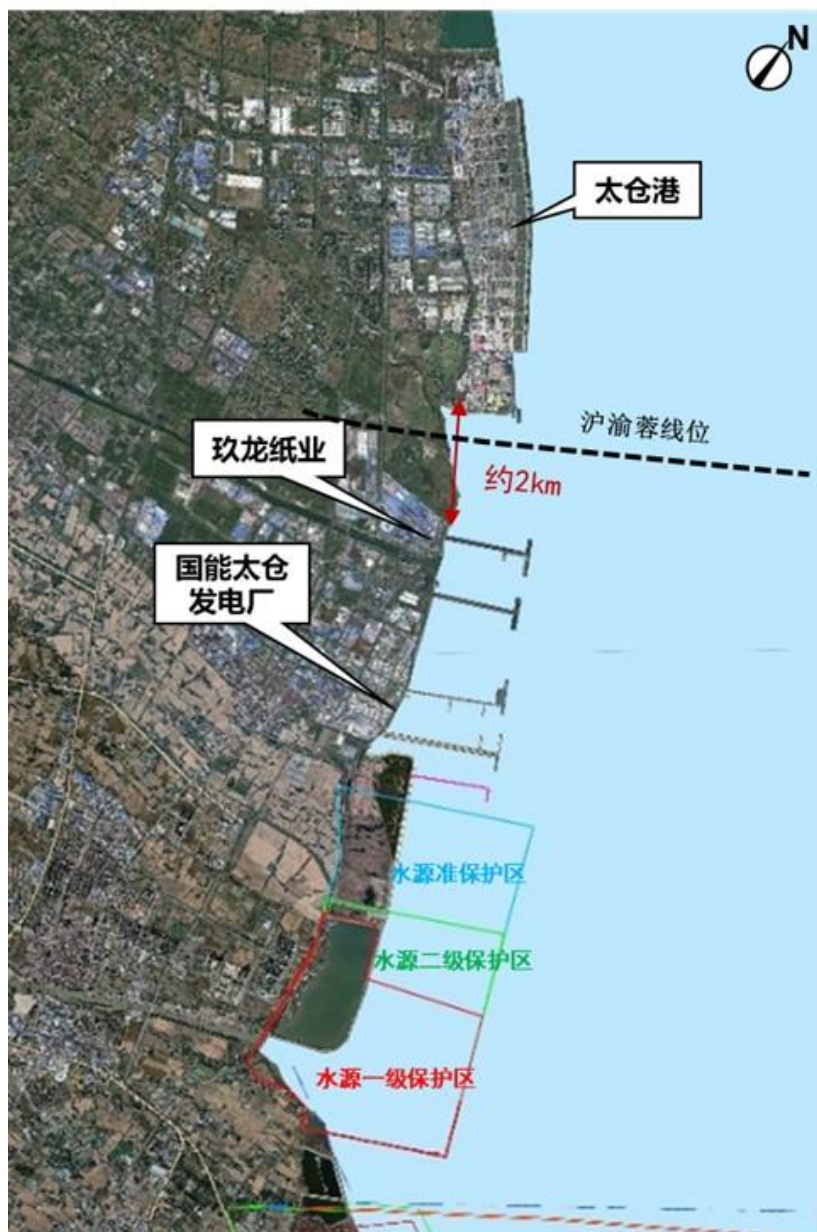 N
太仓港
沪渝蓉线位
玖龙纸业
约2km
国能太仓
发电厂
水源准保护区
水源二级保护区
水源一级保护区